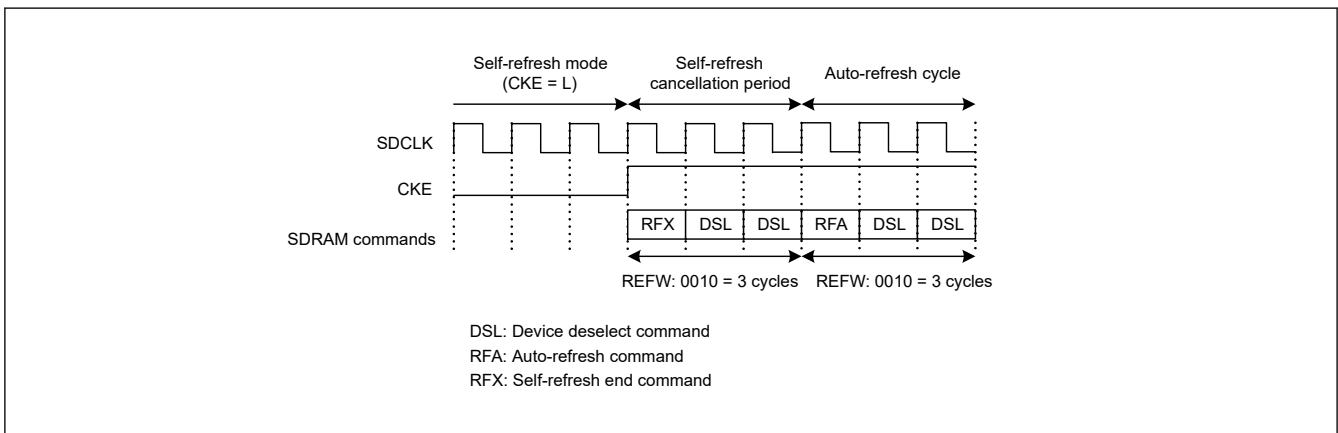 Self-refresh mode
(CKE = L)
Self-refresh
cancellation period
Auto-refresh cycle
SDCLK
CKE
SDRAM commands
RFX DSL DSL RFA DSL DSL
REFW: 0010 = 3 cycles REFW: 0010 = 3 cycles
DSL: Device deselect command
RFA: Auto-refresh command
RFX: Self-refresh end command